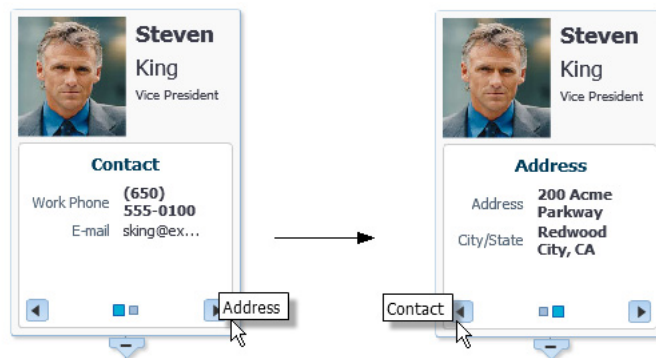 Steven
King
Vice President
Contact
Work Phone (650)
555-0100
E-mail sking@ex...
Address
Steven
King
Vice President
Address
Address 200 Acme
Parkway
City/State Redwood
City, CA
Contact